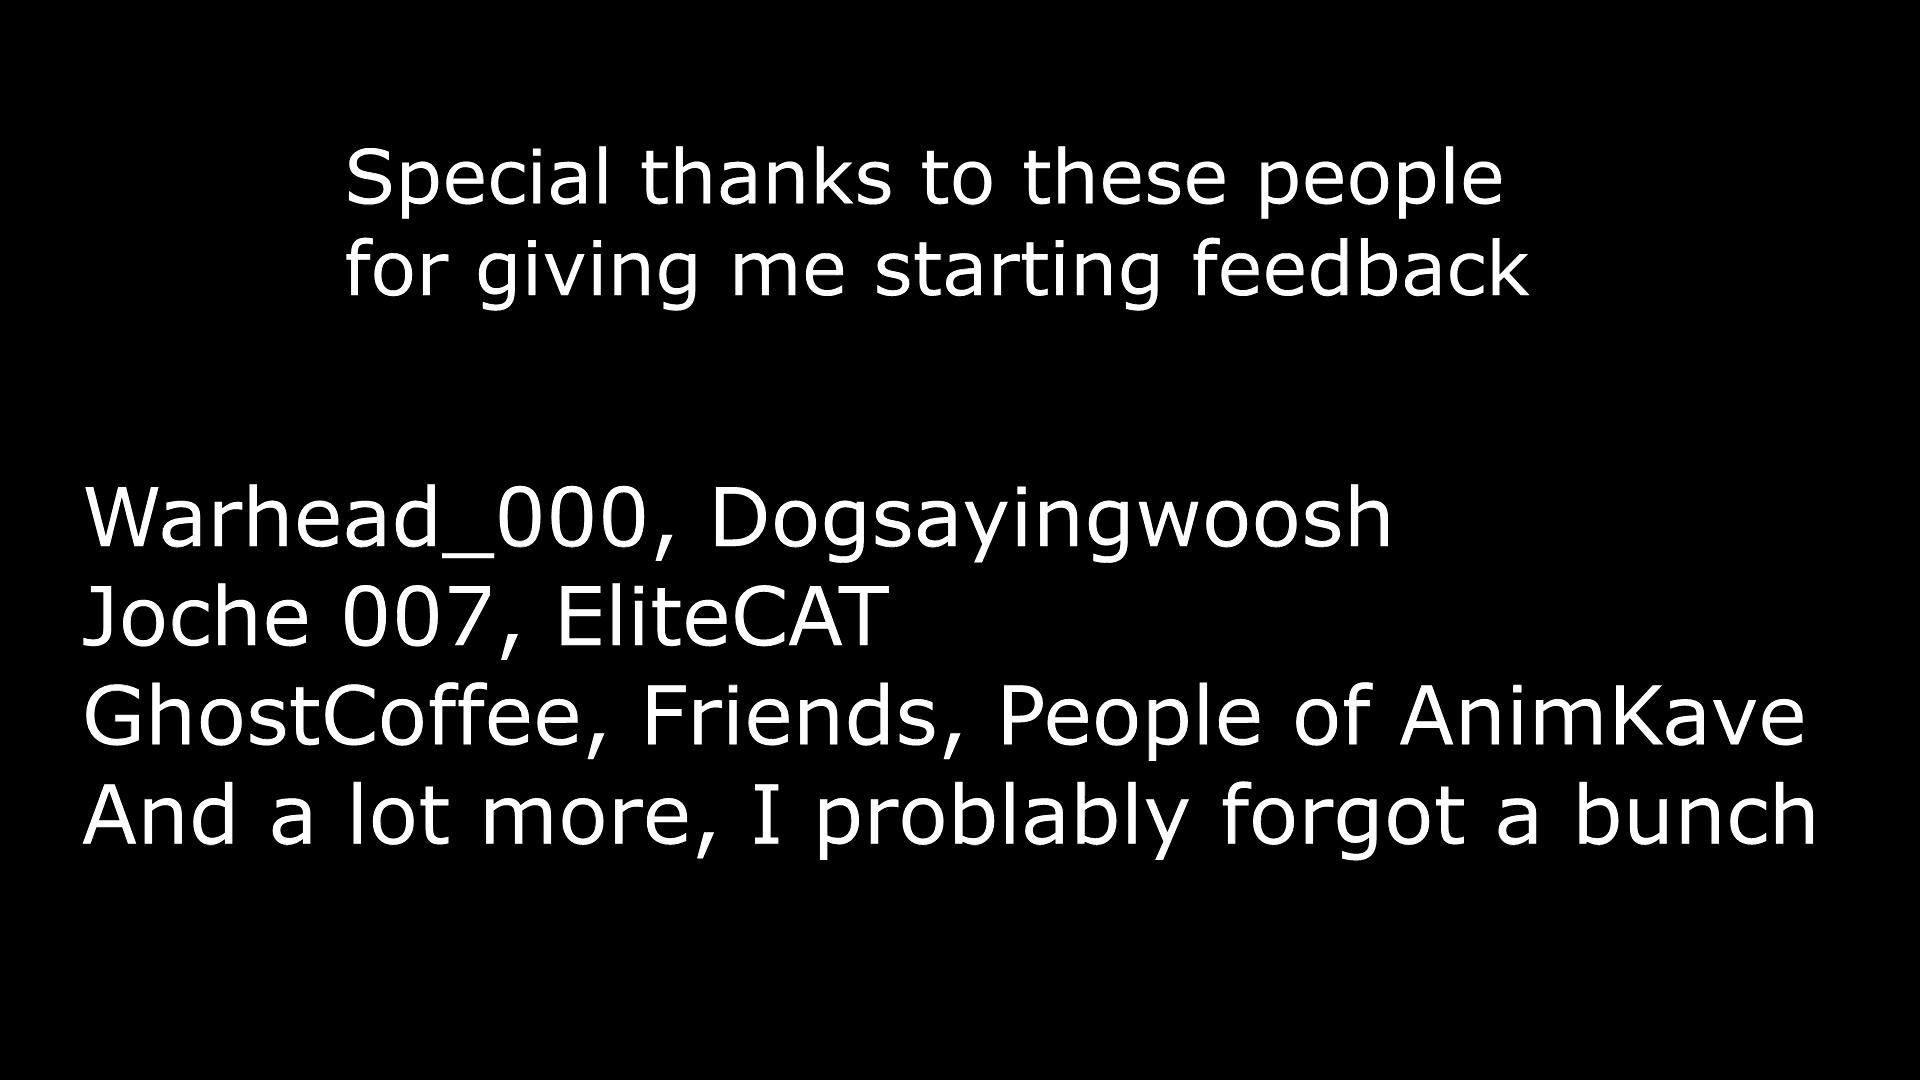 Special thanks to these people
for giving me starting feedback
Warhead_000, Dogsayingwoosh
Joche 007, EliteCAT
GhostCoffee, Friends, People of AnimKave
And a lot more, I problably forgot a bunch